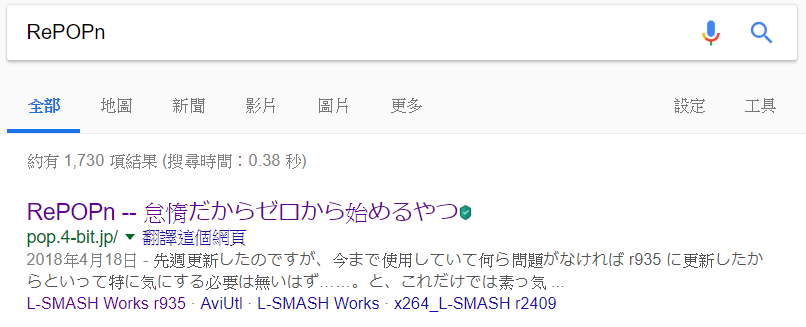 RePOPn
全部 地圖 新聞 影片 圖片 更多 設定 工具
約有 1,730 項結果 (搜尋時間：0.38 秒)
RePOPn -- 怠惰だからゼロから始めるやつ
pop.4-bit.jp/ 翻譯這個網頁
2018年4月18日 - 先週更新したのですが、今まで使用していて何ら問題がなければ r935 に更新したか
らといって特に気にする必要は無いはず……。と、これだけでは素っ気 ...
L-SMASH Works r935 · AviUtl · L-SMASH Works · x264_L-SMASH r2409